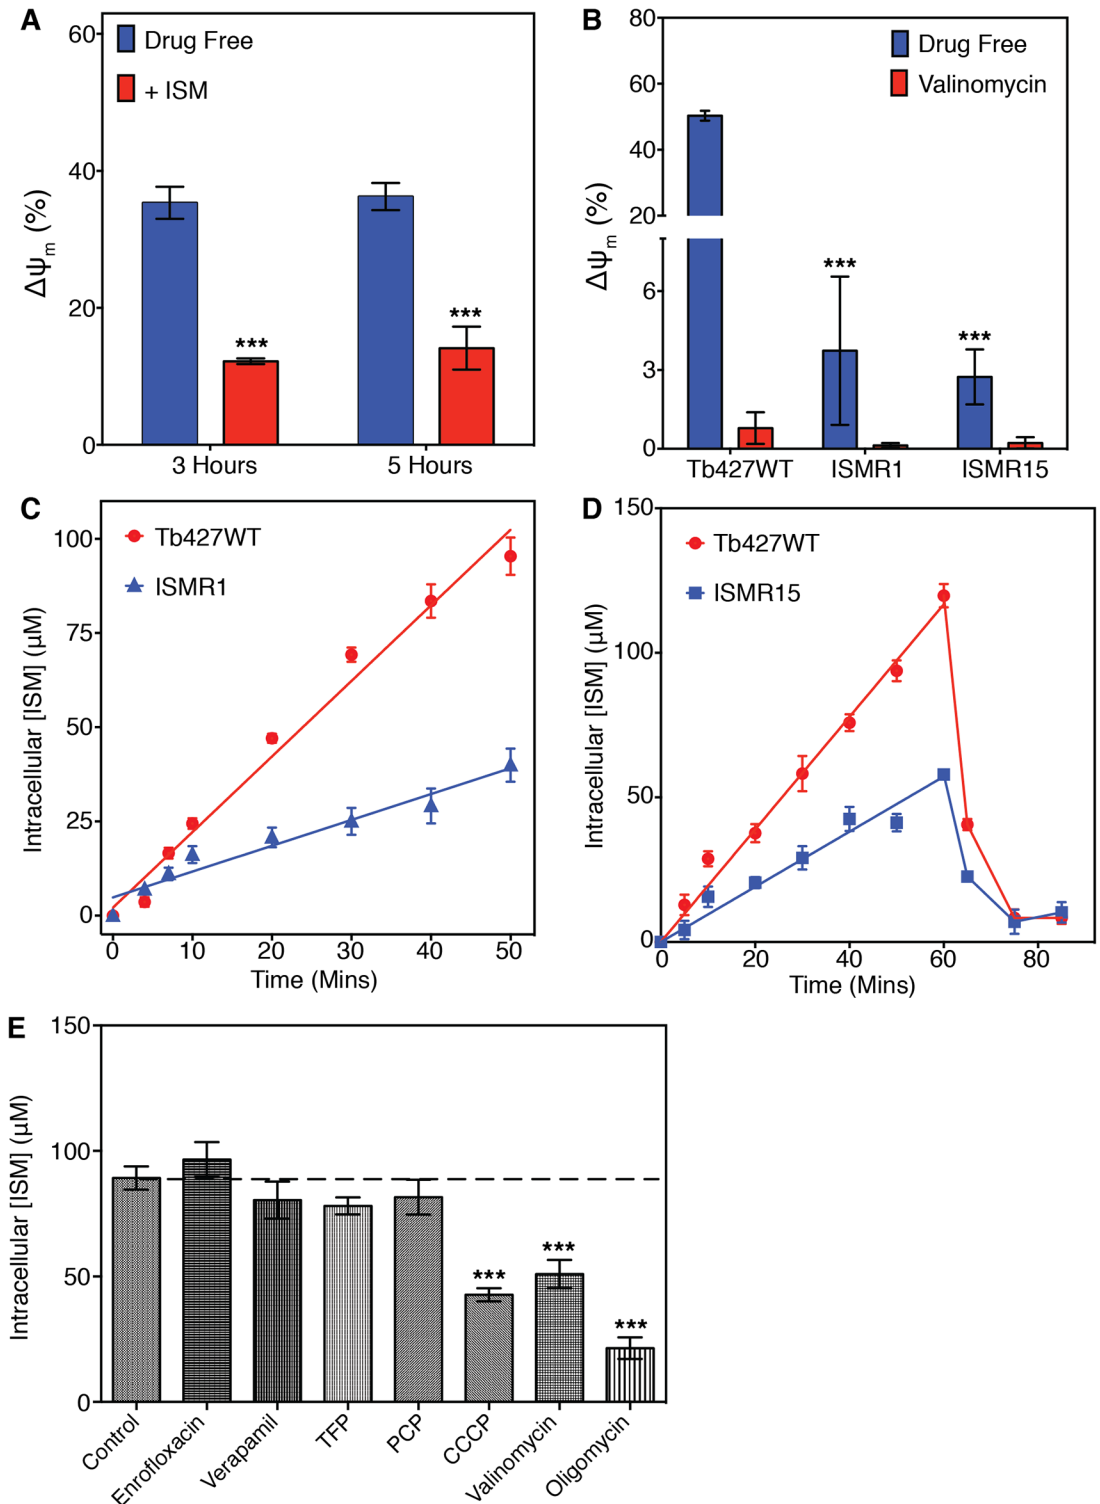 A
Drug Free
+ ISM
60
40
20
0
ΔΨm (%)
***
***
3 Hours
5 Hours
B
Drug Free
Valinomycin
80
60
40
20
6
3
0
ΔΨm (%)
***
***
Tb427WT
ISMR1
ISMR15
C
Tb427WT
ISMR1
100
75
50
25
0
Intracellular [ISM] (μM)
0 10 20 30 40 50
Time (Mins)
D
Tb427WT
ISMR15
150
100
50
0
Intracellular [ISM] (μM)
0 20 40 60 80
Time (Mins)
E
150
100
50
0
Intracellular [ISM] (μM)
***
***
***
Control
Enrofloxacin
Verapamil
TFP
PCP
CCCP
Valinomycin
Oligomycin